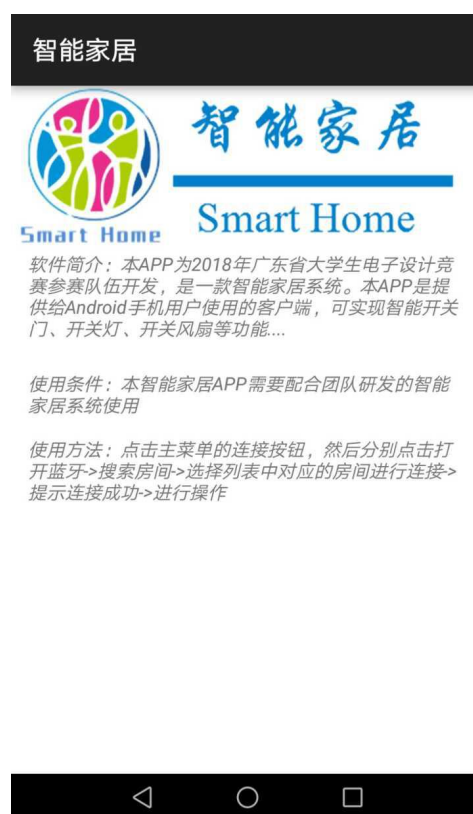 智能家居
智能家居
Smart Home
Smart Home
软件简介：本APP为2018年广东省大学生电子设计竞
赛参赛队伍开发，是一款智能家居系统。本APP是提
供给Android手机用户使用的客户端，可实现智能开关
门、开关灯、开关风扇等功能....
使用条件：本智能家居APP需要配合团队研发的智能
家居系统使用
使用方法：点击主菜单的连接按钮，然后分别点击打
开蓝牙->搜索房间->选择列表中对应的房间进行连接->
提示连接成功->进行操作